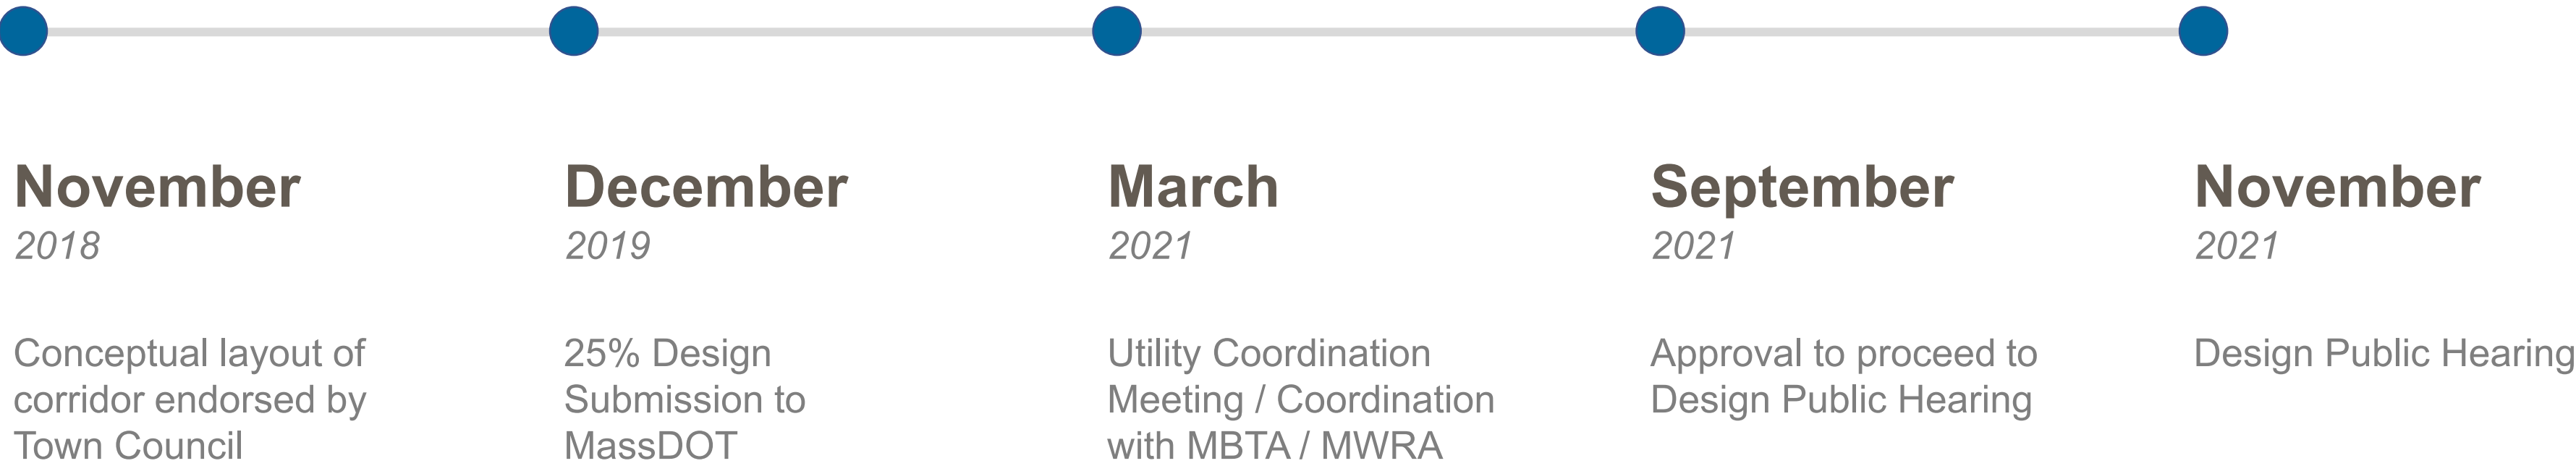 November
2018
Conceptual layout of
corridor endorsed by
Town Council
December
2019
25% Design
Submission to
MassDOT
March
2021
Utility Coordination
Meeting / Coordination
with MBTA / MWRA
September
2021
Approval to proceed to
Design Public Hearing
November
2021
Design Public Hearing